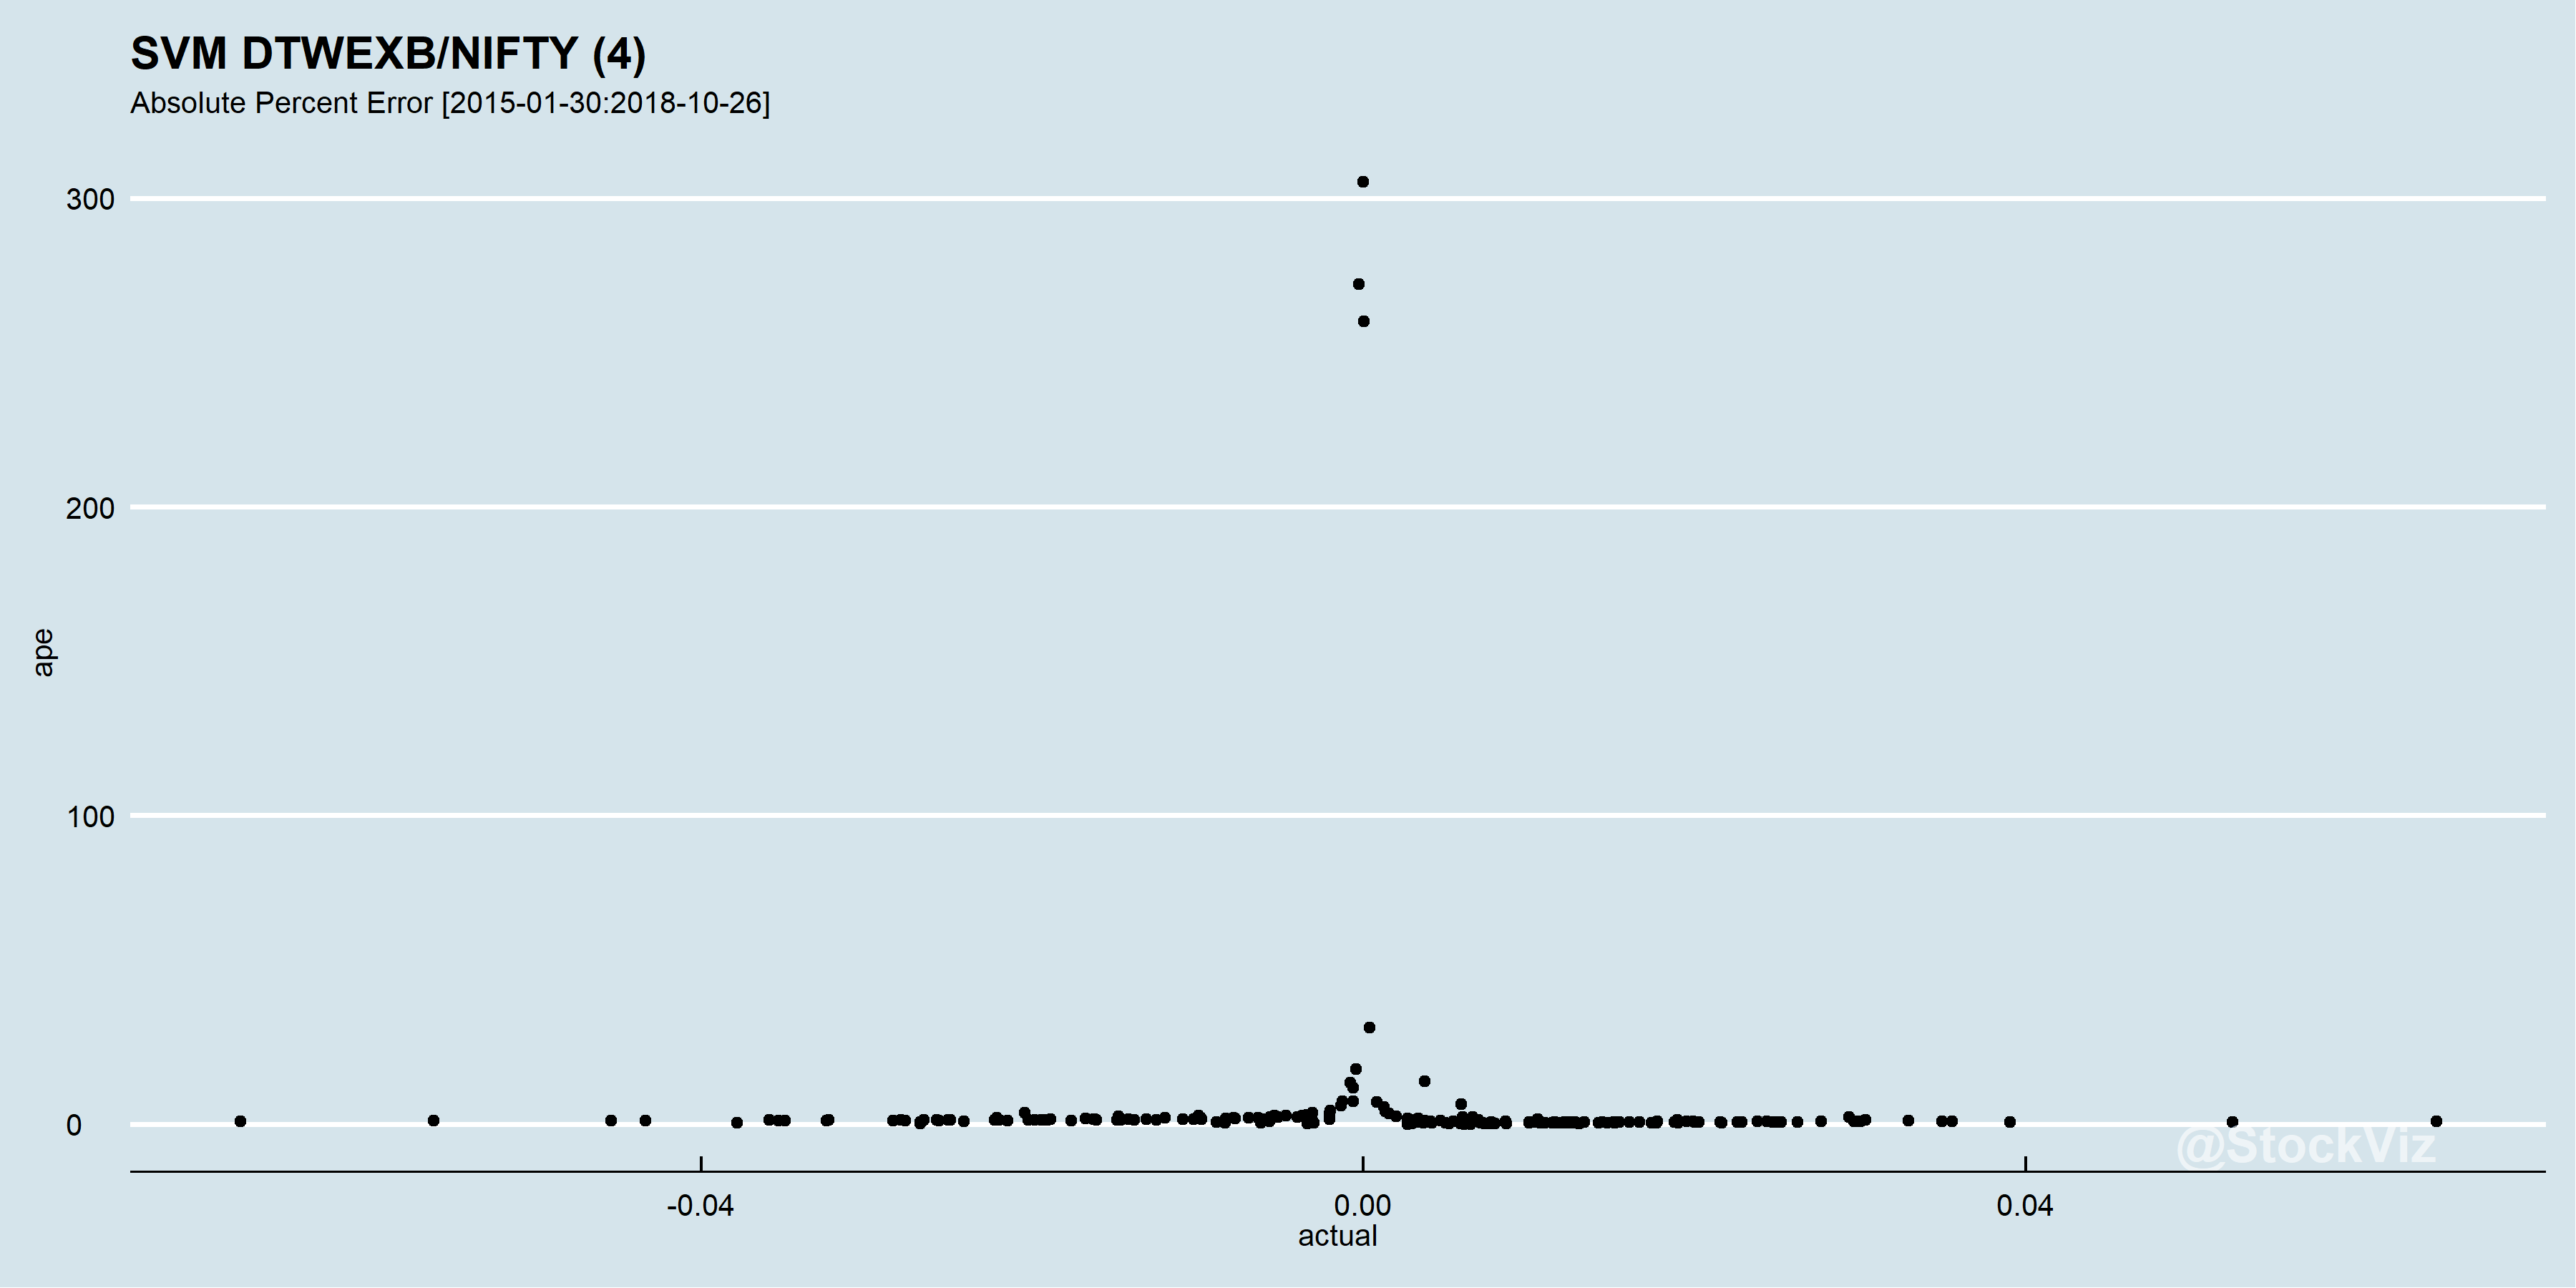 SVM DTWEXB/NIFTY (4)
Absolute Percent Error [2015-01-30:2018-10-26]
300
200
100
0
ape
-0.04
0.00
0.04
actual
@StockViz